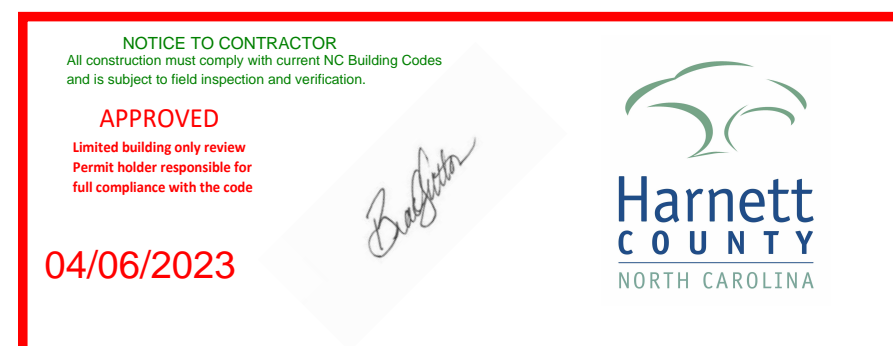 NOTICE TO CONTRACTOR
All construction must comply with current NC Building Codes
and is subject to field inspection and verification.
APPROVED
Limited building only review
Permit holder responsible for
full compliance with the code
04/06/2023
Harnett
COUNTY
NORTH CAROLINA